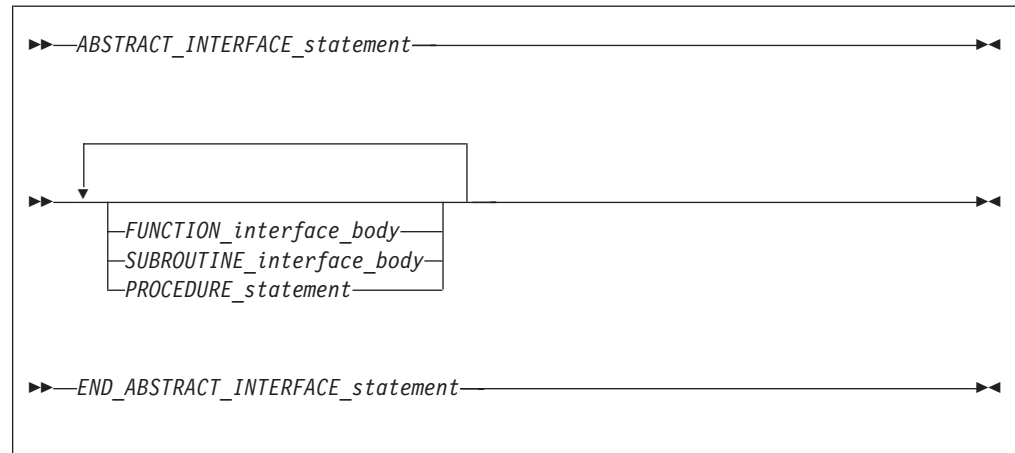 ABSTRACT_INTERFACE_statement
FUNCTION_interface_body
SUBROUTINE_interface_body
PROCEDURE_statement
END_ABSTRACT_INTERFACE_statement